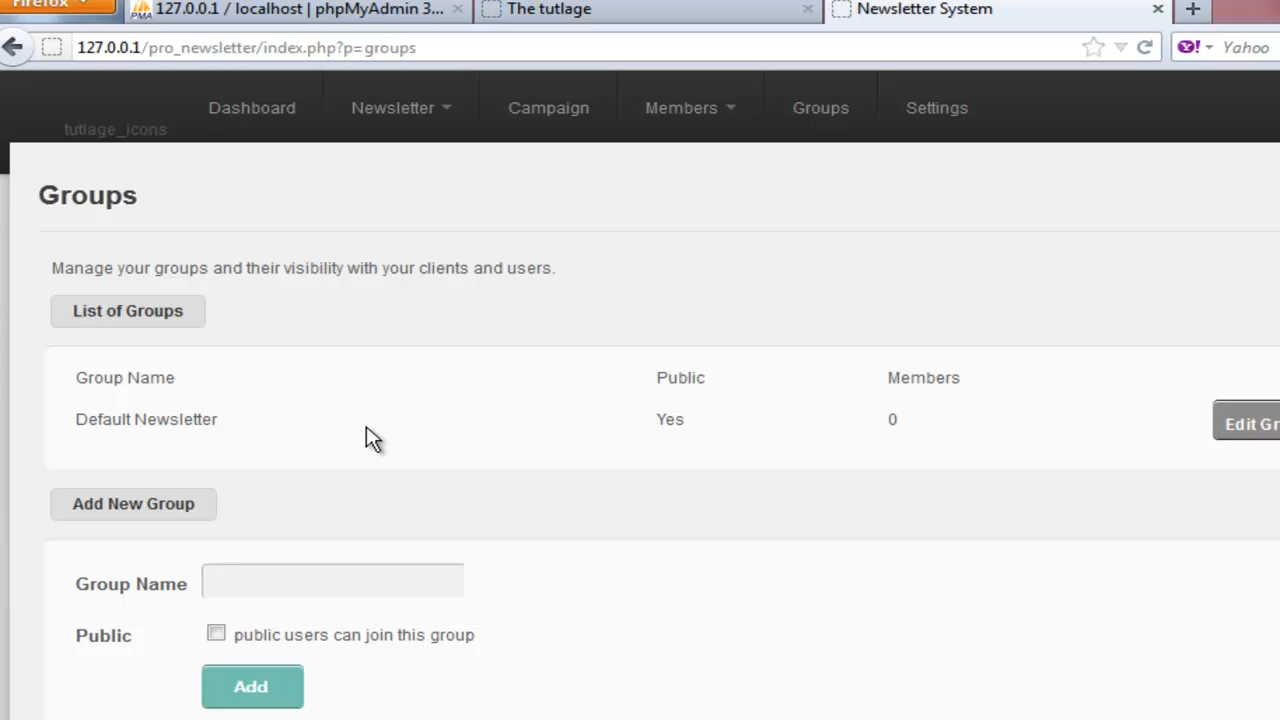 Firefox
127.0.0.1 / localhost | phpMyAdmin 3...
The tutlage
Newsletter System
127.0.0.1/pro_newsletter/index.php?p=groups
Y! Yahoo
Dashboard Newsletter Campaign Members Groups Settings
tutlage_icons
Groups
Manage your groups and their visibility with your clients and users.
List of Groups
Group Name Public Members
Default Newsletter Yes 0 Edit Gr
Add New Group
Group Name
Public public users can join this group
Add